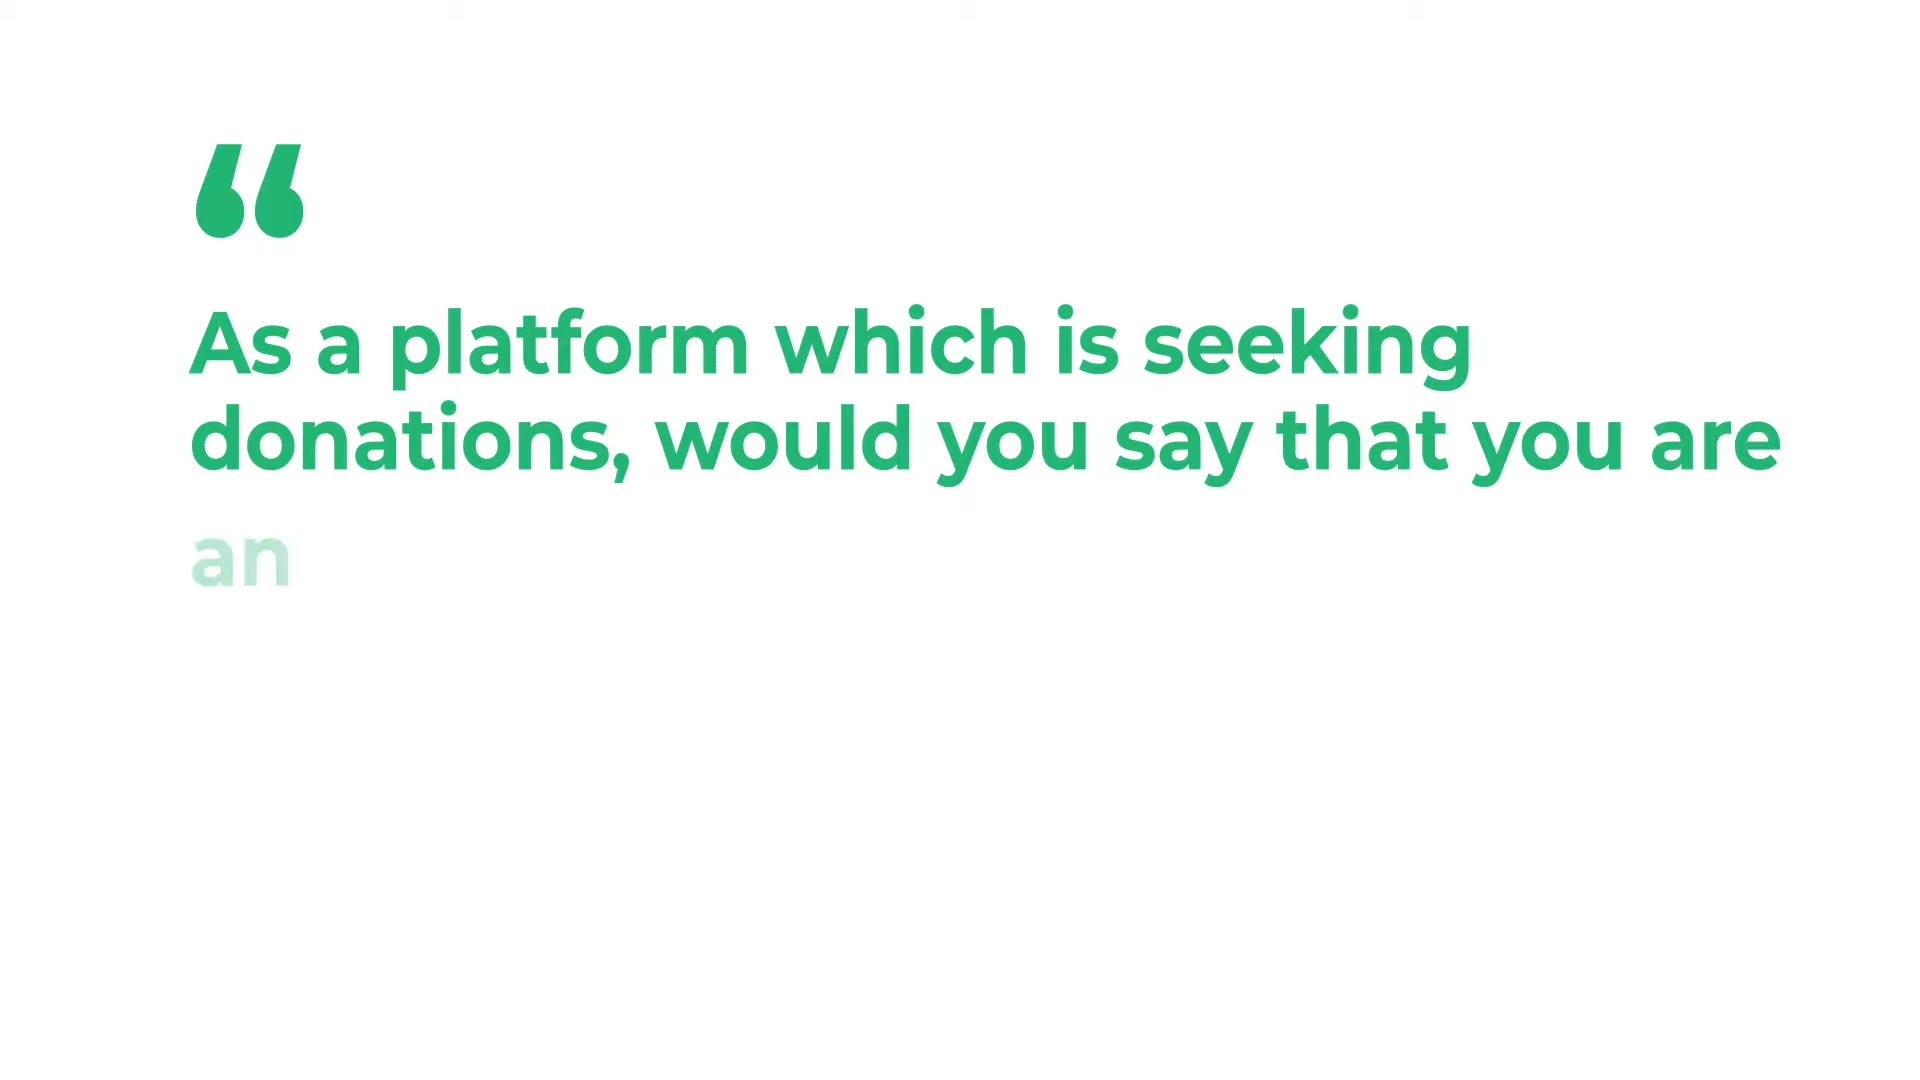 “
As a platform which is seeking
donations, would you say that you are
an